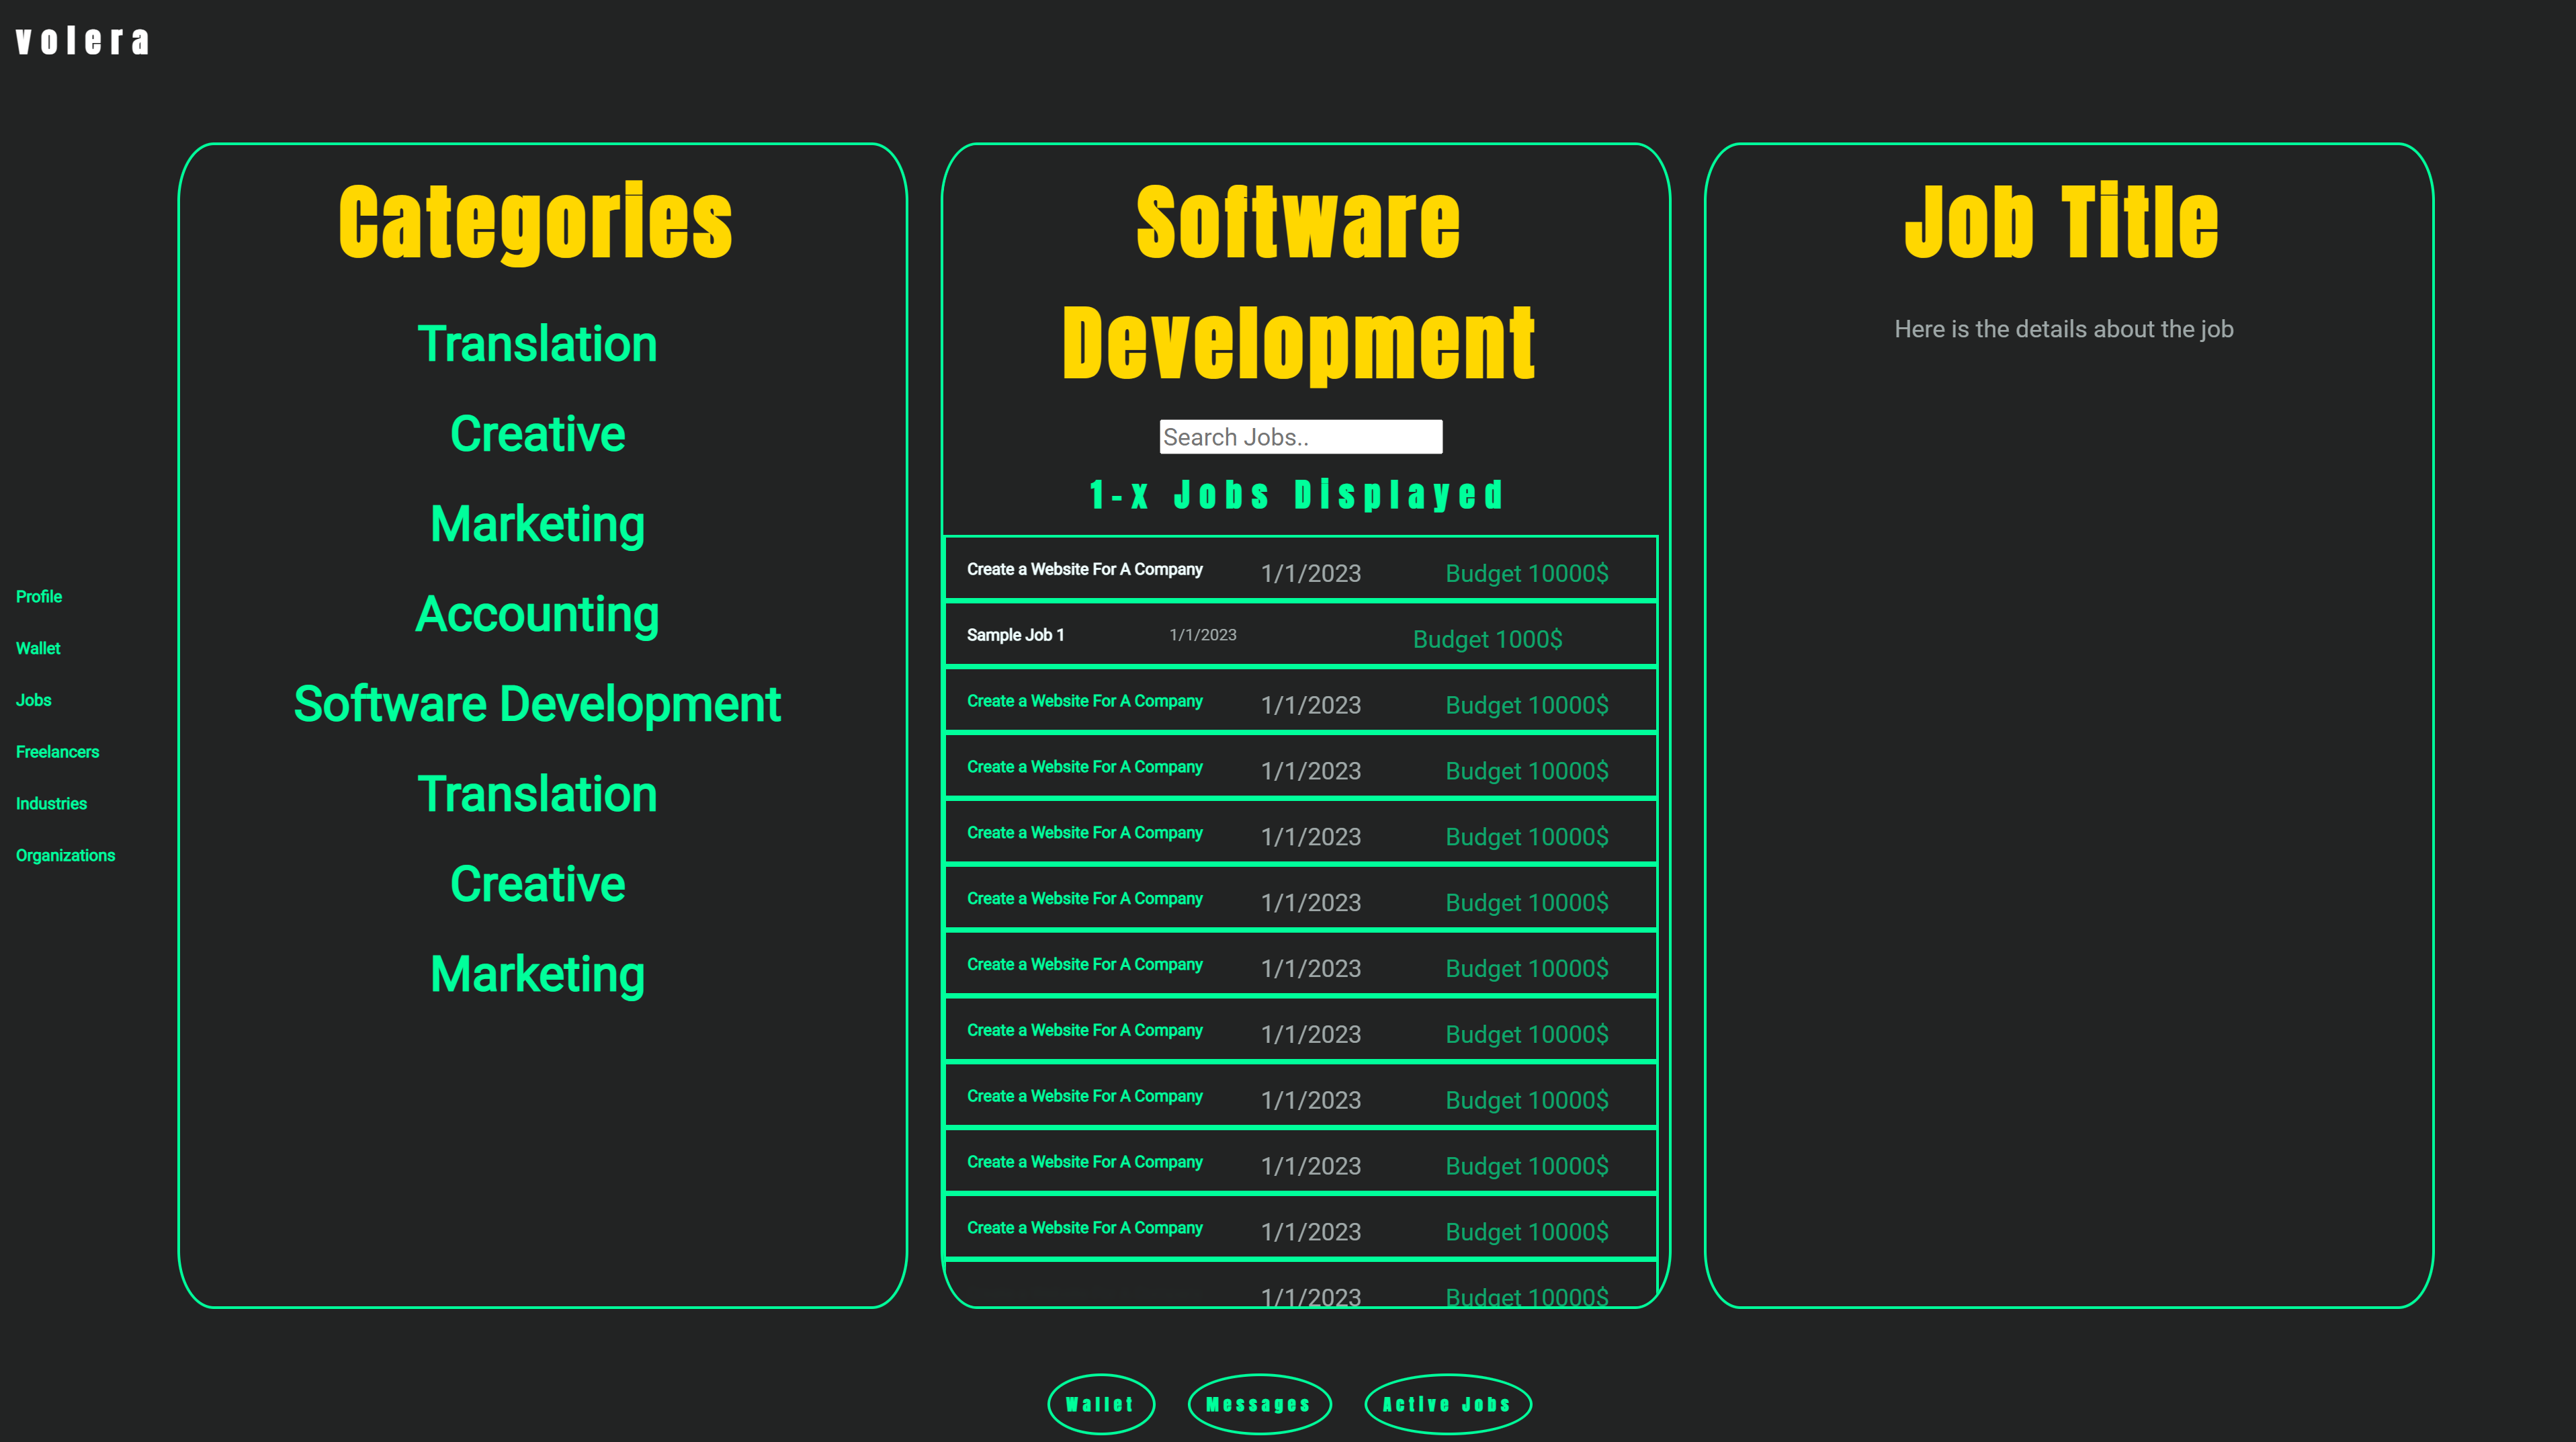 volera
Profile
Wallet
Jobs
Freelancers
Industries
Organizations
Categories
Translation
Creative
Marketing
Accounting
Software Development
Translation
Creative
Marketing
Software
Development
Search Jobs..
1-x Jobs Displayed
Create a Website For A Company 1/1/2023 Budget 10000$
Sample Job 1 1/1/2023 Budget 1000$
Create a Website For A Company 1/1/2023 Budget 10000$
Create a Website For A Company 1/1/2023 Budget 10000$
Create a Website For A Company 1/1/2023 Budget 10000$
Create a Website For A Company 1/1/2023 Budget 10000$
Create a Website For A Company 1/1/2023 Budget 10000$
Create a Website For A Company 1/1/2023 Budget 10000$
Create a Website For A Company 1/1/2023 Budget 10000$
Create a Website For A Company 1/1/2023 Budget 10000$
Create a Website For A Company 1/1/2023 Budget 10000$
1/1/2023 Budget 10000$
Job Title
Here is the details about the job
Wallet
Messages
Active Jobs